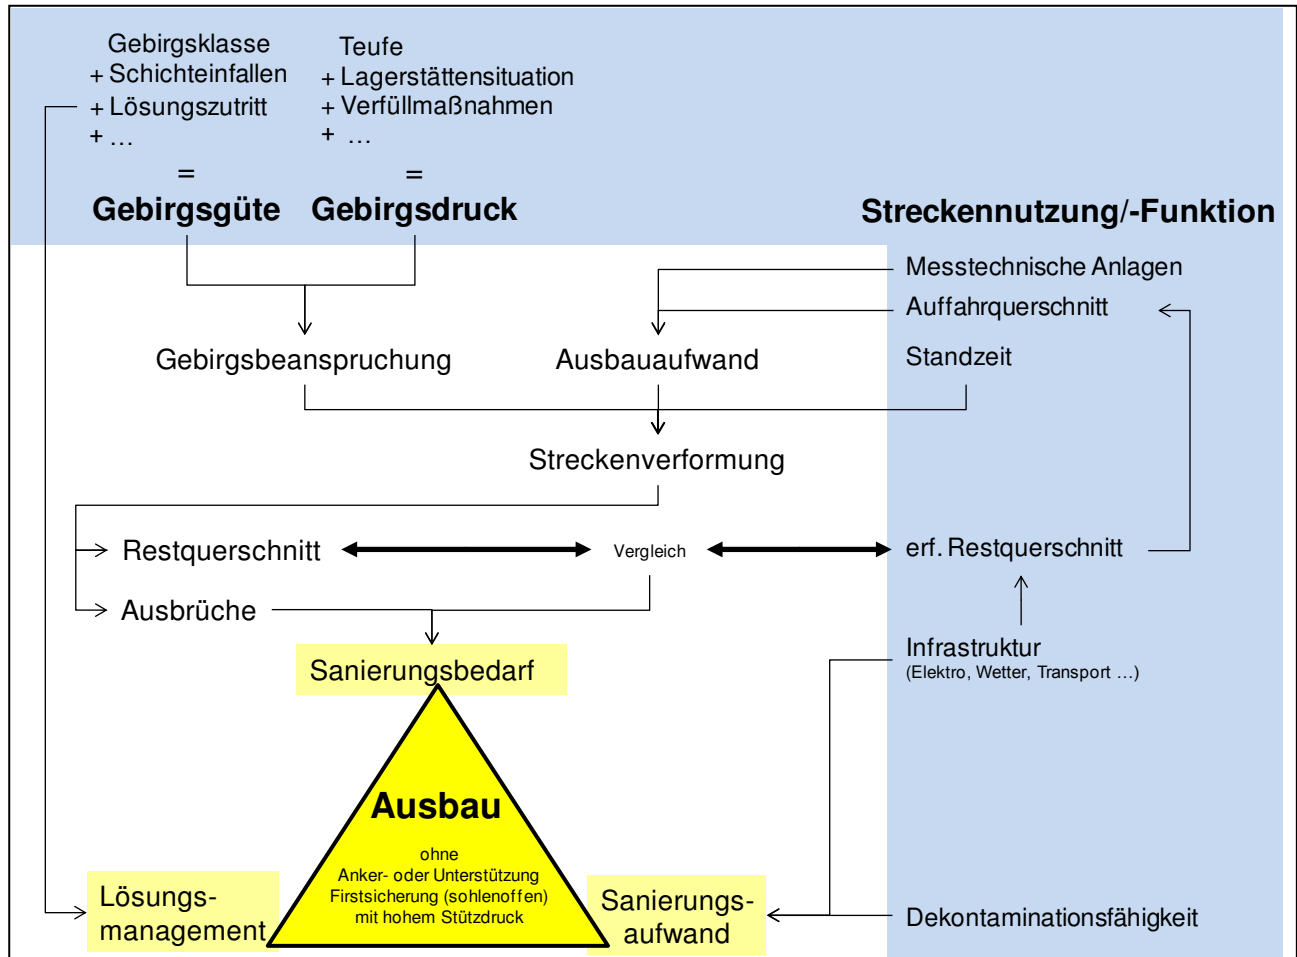 Gebirgsklasse
+ Schichteinfallen
+ Lösungszutritt
+ …
=
Gebirgsgüte
Teufe
+ Lagerstättensituation
+ Verfüllmaßnahmen
+ …
=
Gebirgsdruck
Streckennutzung/-Funktion
Messtechnische Anlagen
Auffahrquerschnitt
Gebirgsbeanspruchung
Ausbauaufwand
Standzeit
Streckenverformung
Restquerschnitt
Vergleich
erf. Restquerschnitt
Ausbrüche
Sanierungsbedarf
Infrastruktur
(Elektro, Wetter, Transport …)
Ausbau
ohne
Anker- oder Unterstützung
Firstsicherung (sohlenoffen)
mit hohem Stützdruck
Lösungs-
management
Sanierungs-
aufwand
Dekontaminationsfähigkeit